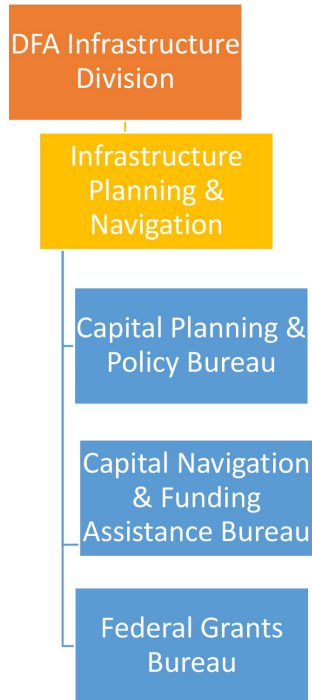 DFA Infrastructure
Division
Infrastructure
Planning &
Navigation
Capital Planning &
Policy Bureau
Capital Navigation
& Funding
Assistance Bureau
Federal Grants
Bureau